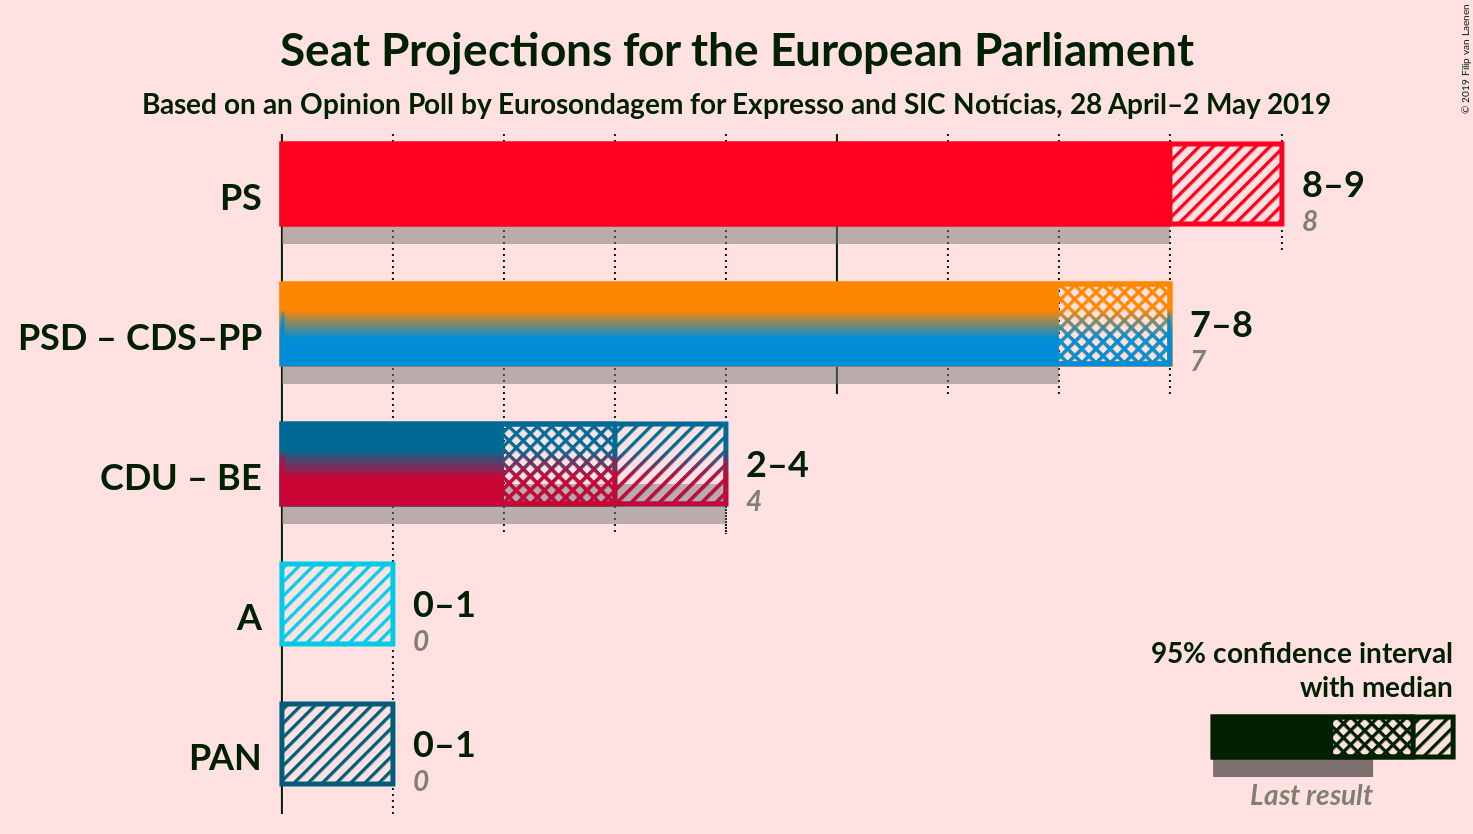 Seat Projections for the European Parliament
Based on an Opinion Poll by Eurosondagem for Expresso and SIC Notícias, 28 April–2 May 2019
© 2019 Filip van Laenen
PS
8–9
8
PSD – CDS–PP
7–8
7
CDU – BE
2–4
4
A
0–1
0
PAN
0–1
0
95% confidence interval
with median
Last result